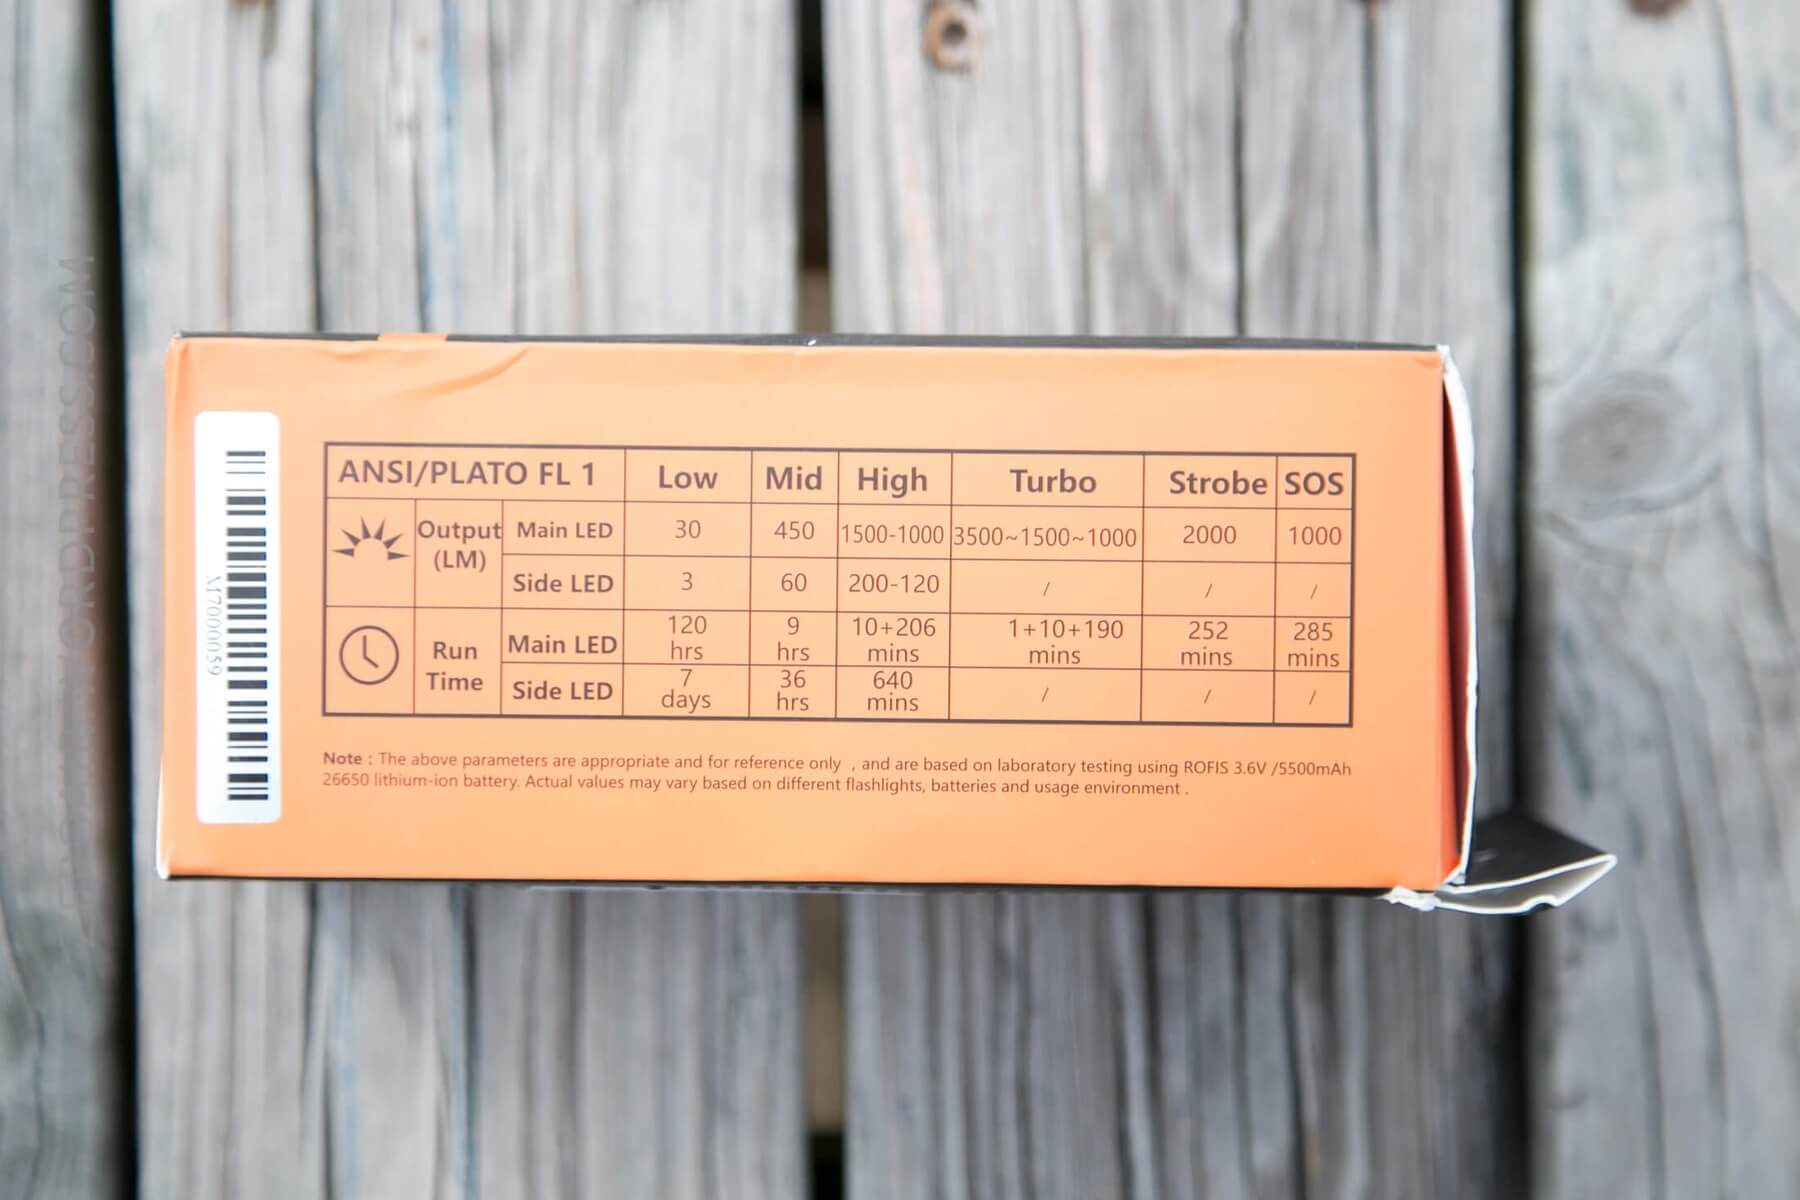 ANSI/PLATO FL 1 Low Mid High Turbo Strobe SOS
Output (LM) Main LED 30 450 1500-1000 3500~1500~1000 2000 1000
Side LED 3 60 200-120 / / /
Run Time Main LED 120 hrs 9 hrs 10+206 mins 1+10+190 mins 252 mins 285 mins
Side LED 7 days 36 hrs 640 mins / / /
Note : The above parameters are appropriate and for reference only , and are based on laboratory testing using ROFIS 3.6V /5500mAh
26650 lithium-ion battery. Actual values may vary based on different flashlights, batteries and usage environment .